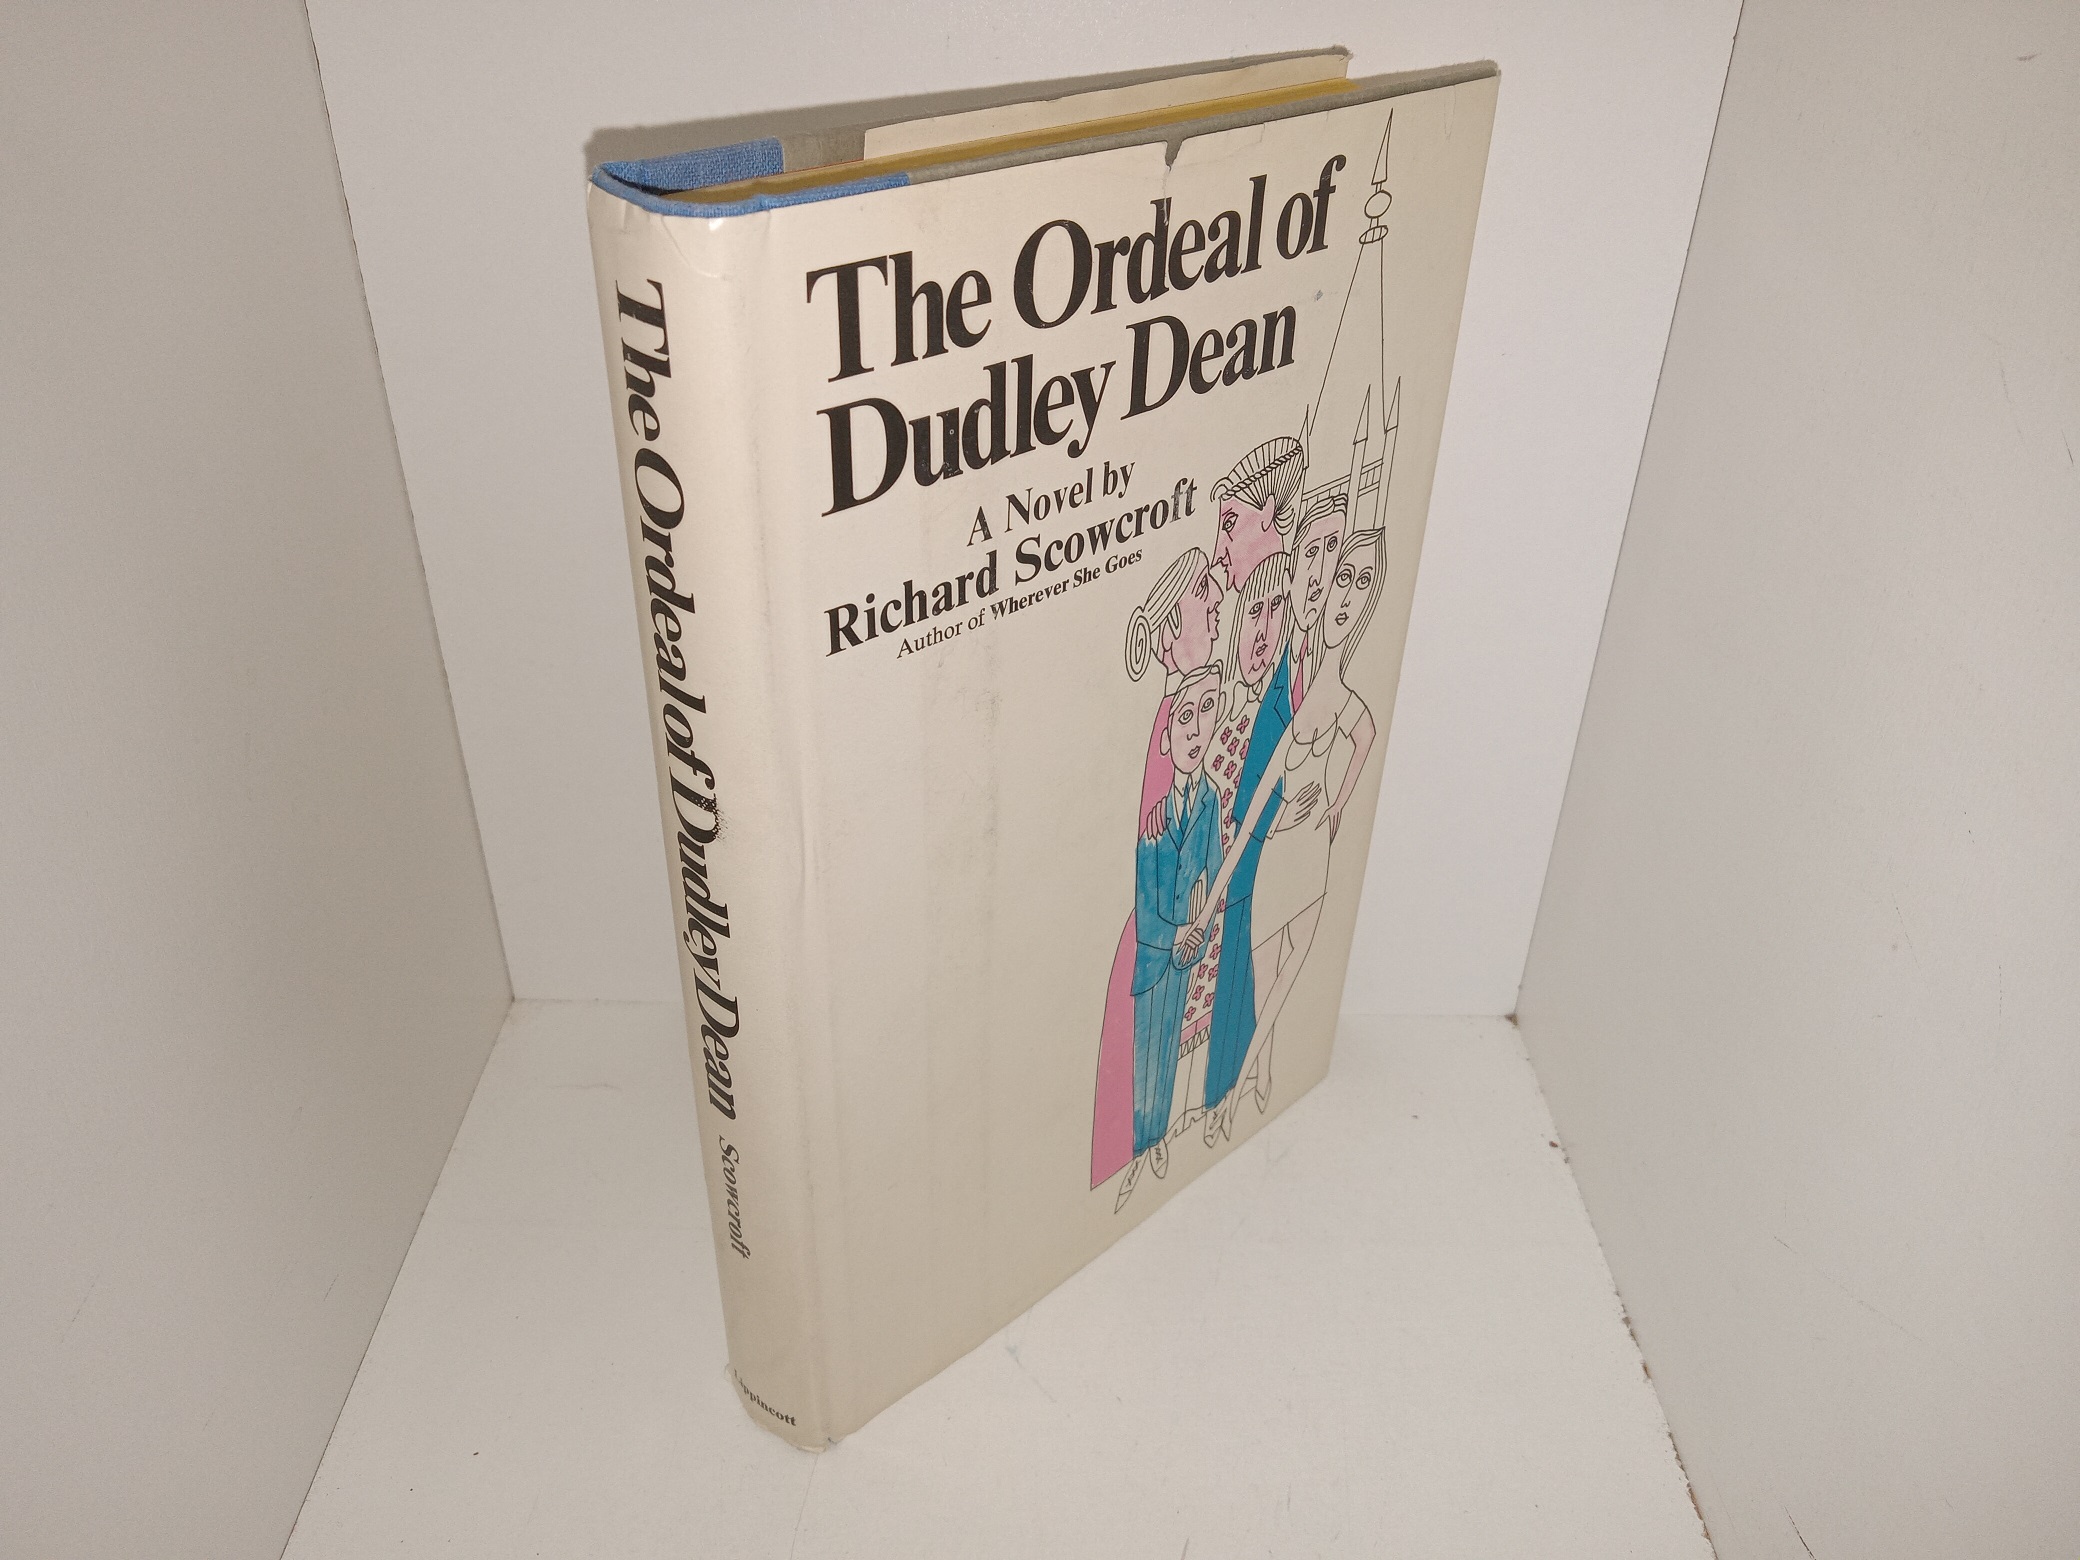 The Ordeal of
Dudley Dean
A Novel by
Richard Scowcroft
Author of Wherever She Goes
The Ordeal of Dudley Dean Scowcroft
Lippincott